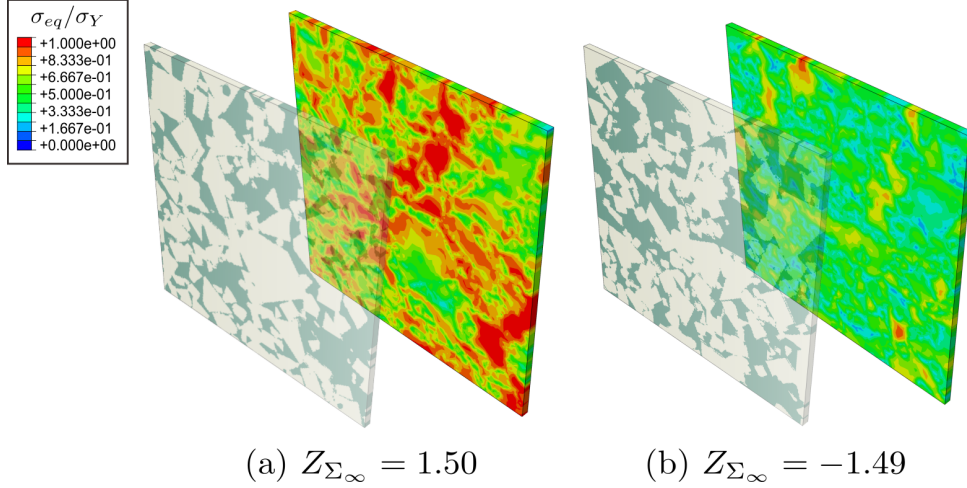 σ_eq/σ_Y
+1.000e+00
+8.333e-01
+6.667e-01
+5.000e-01
+3.333e-01
+1.667e-01
+0.000e+00
(a) Z_Σ∞ = 1.50
(b) Z_Σ∞ = −1.49